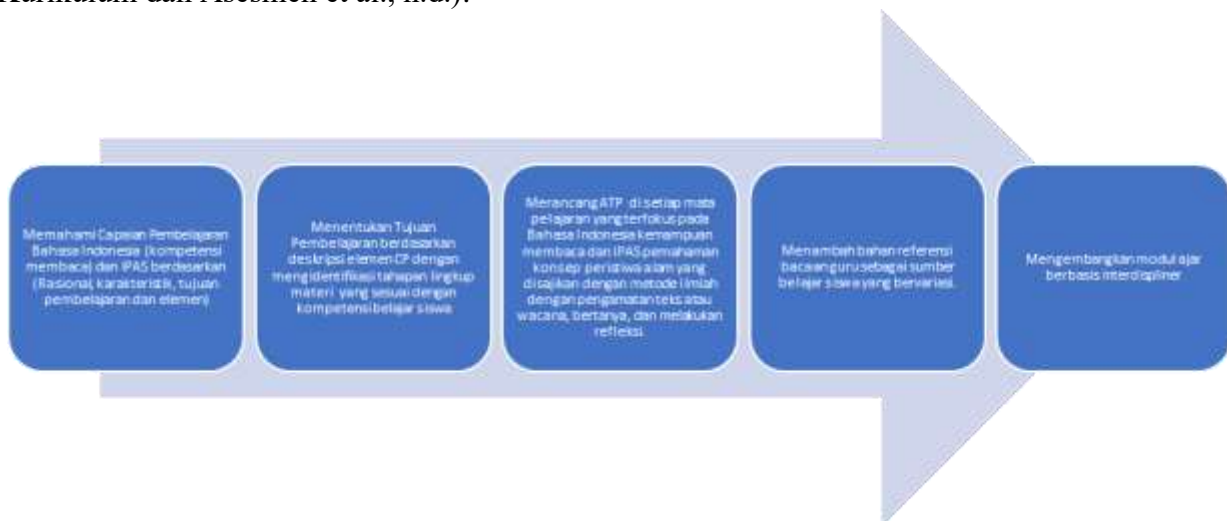 Kurikulum dan Asesmen et al., n.d.).
Memahami Capaian Pembelajaran
Bahasa Indonesia (kompetensi
membaca) dan IPAS berdasarkan
(Rasional, karakteristik, tujuan
pembelajaran dan elemen)
Menentukan Tujuan
Pembelajaran berdasarkan
deskripsi elemen CP dengan
mengidentifikasi tahapan lingkup
materi yang sesuai dengan
kompetensi belajar siswa
Merancang ATP di setiap mata
pelajaran yang terfokus pada
Bahasa Indonesia kemampuan
membaca dan IPAS pemahaman
konsep peristiwa alam yang
disajikan dengan metode ilmiah
dengan pengamatan teks atau
wacana, bertanya, dan melakukan
refleksi.
Menambah bahan referensi
bacaan guru sebagai sumber
belajar siswa yang bervariasi.
Mengembangkan modul ajar
berbasis interdispliner